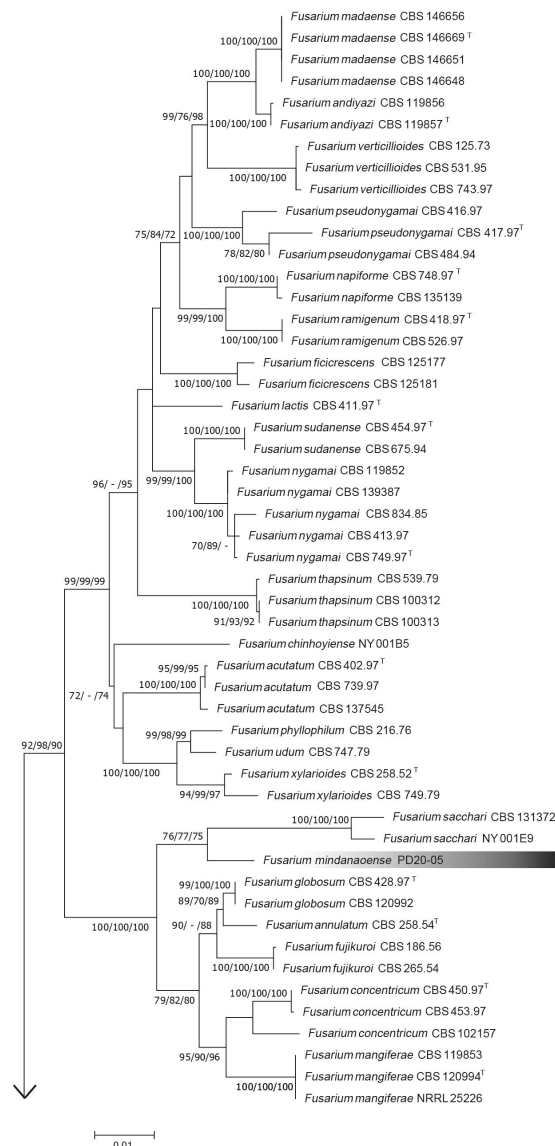 Fusarium madaense CBS 146656
Fusarium madaense CBS 146669 T
100/100/100
Fusarium madaense CBS 146651
Fusarium madaense CBS 146648
100/100/100
Fusarium andiyazi CBS 119856
99/76/98
100/100/100
Fusarium andiyazi CBS 119857 T
Fusarium verticillioides CBS 125.73
100/100/100
Fusarium verticillioides CBS 531.95
Fusarium verticillioides CBS 743.97
Fusarium pseudonygamai CBS 416.97
75/84/72
100/100/100
Fusarium pseudonygamai CBS 417.97 T
78/82/80
Fusarium pseudonygamai CBS 484.94
100/100/100
Fusarium napiforme CBS 748.97 T
Fusarium napiforme CBS 135139
99/99/100
Fusarium ramigenum CBS 418.97 T
100/100/100
Fusarium ramigenum CBS 526.97
Fusarium ficicrescens CBS 125177
100/100/100
Fusarium ficicrescens CBS 125181
Fusarium lactis CBS 411.97 T
100/100/100
Fusarium sudanense CBS 454.97 T
Fusarium sudanense CBS 675.94
96/ - /95
99/99/100
Fusarium nygamai CBS 119852
Fusarium nygamai CBS 139387
100/100/100
Fusarium nygamai CBS 834.85
Fusarium nygamai CBS 413.97
70/89/ -
Fusarium nygamai CBS 749.97 T
99/99/99
Fusarium thapsinum CBS 539.79
100/100/100
Fusarium thapsinum CBS 100312
91/93/92
Fusarium thapsinum CBS 100313
Fusarium chinhoyiense NY 001B5
95/99/95
Fusarium acutatum CBS 402.97 T
72/ - /74
100/100/100
Fusarium acutatum CBS 739.97
Fusarium acutatum CBS 137545
99/98/99
Fusarium phyllophilum CBS 216.76
92/98/90
Fusarium udum CBS 747.79
100/100/100
Fusarium xylarioides CBS 258.52 T
94/99/97
Fusarium xylarioides CBS 749.79
100/100/100
Fusarium sacchari CBS 131372
76/77/75
Fusarium sacchari NY 001E9
Fusarium mindanaoense PD20-05
99/100/100
Fusarium globosum CBS 428.97 T
89/70/89
Fusarium globosum CBS 120992
100/100/100
90/ - /88
Fusarium annulatum CBS 258.54 T
Fusarium fujikuroi CBS 186.56
100/100/100
Fusarium fujikuroi CBS 265.54
79/82/80
100/100/100
Fusarium concentricum CBS 450.97 T
Fusarium concentricum CBS 453.97
Fusarium concentricum CBS 102157
95/90/96
Fusarium mangiferae CBS 119853
Fusarium mangiferae CBS 120994 T
100/100/100
Fusarium mangiferae NRRL 25226
0.01